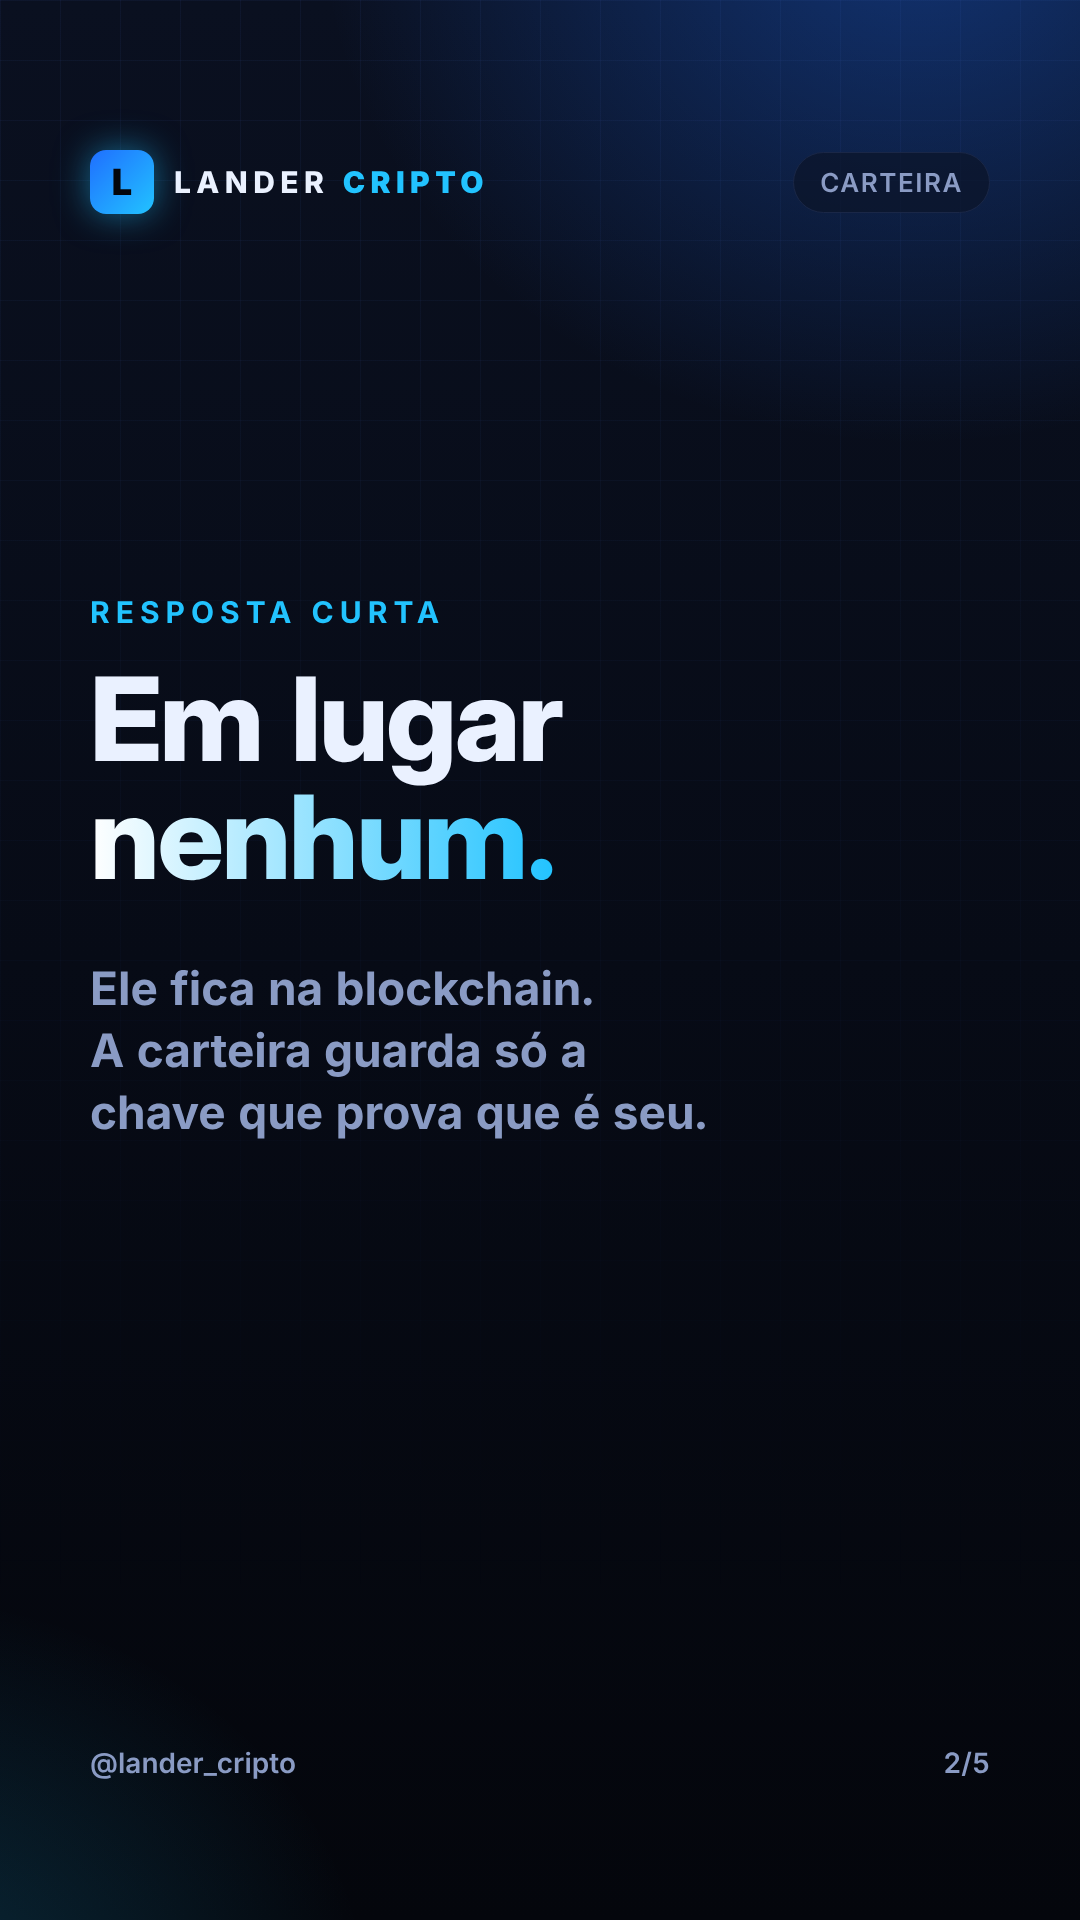 L
LANDER CRIPTO
CARTEIRA
RESPOSTA CURTA
Em lugar
nenhum.
Ele fica na blockchain.
A carteira guarda só a
chave que prova que é seu.
@lander_cripto
2/5